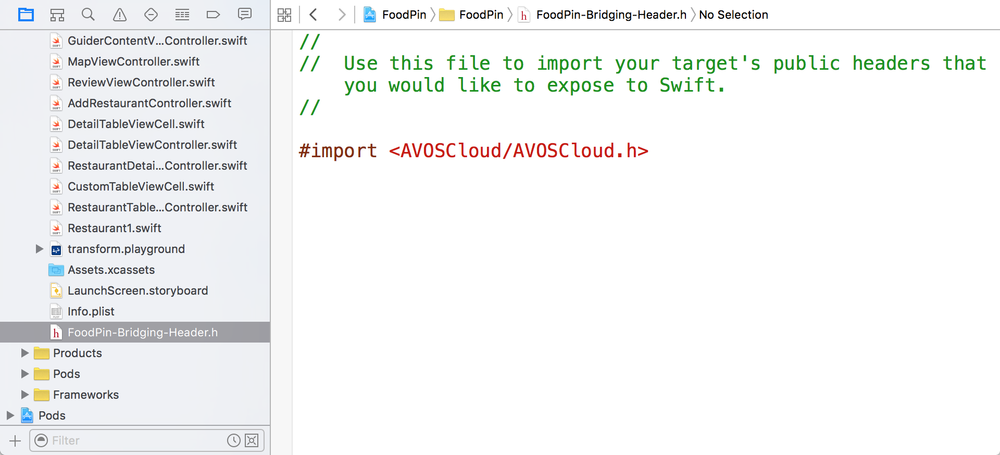 FoodPin FoodPin h FoodPin-Bridging-Header.h No Selection
GuiderContentV...Controller.swift
MapViewController.swift
ReviewViewController.swift
AddRestaurantController.swift
DetailTableViewCell.swift
DetailTableViewController.swift
RestaurantDetai...Controller.swift
CustomTableViewCell.swift
RestaurantTable...Controller.swift
Restaurant1.swift
transform.playground
Assets.xcassets
LaunchScreen.storyboard
Info.plist
h FoodPin-Bridging-Header.h
Products
Pods
Frameworks
Pods
Filter
//
//  Use this file to import your target's public headers that
you would like to expose to Swift.
//
#import <AVOSCloud/AVOSCloud.h>